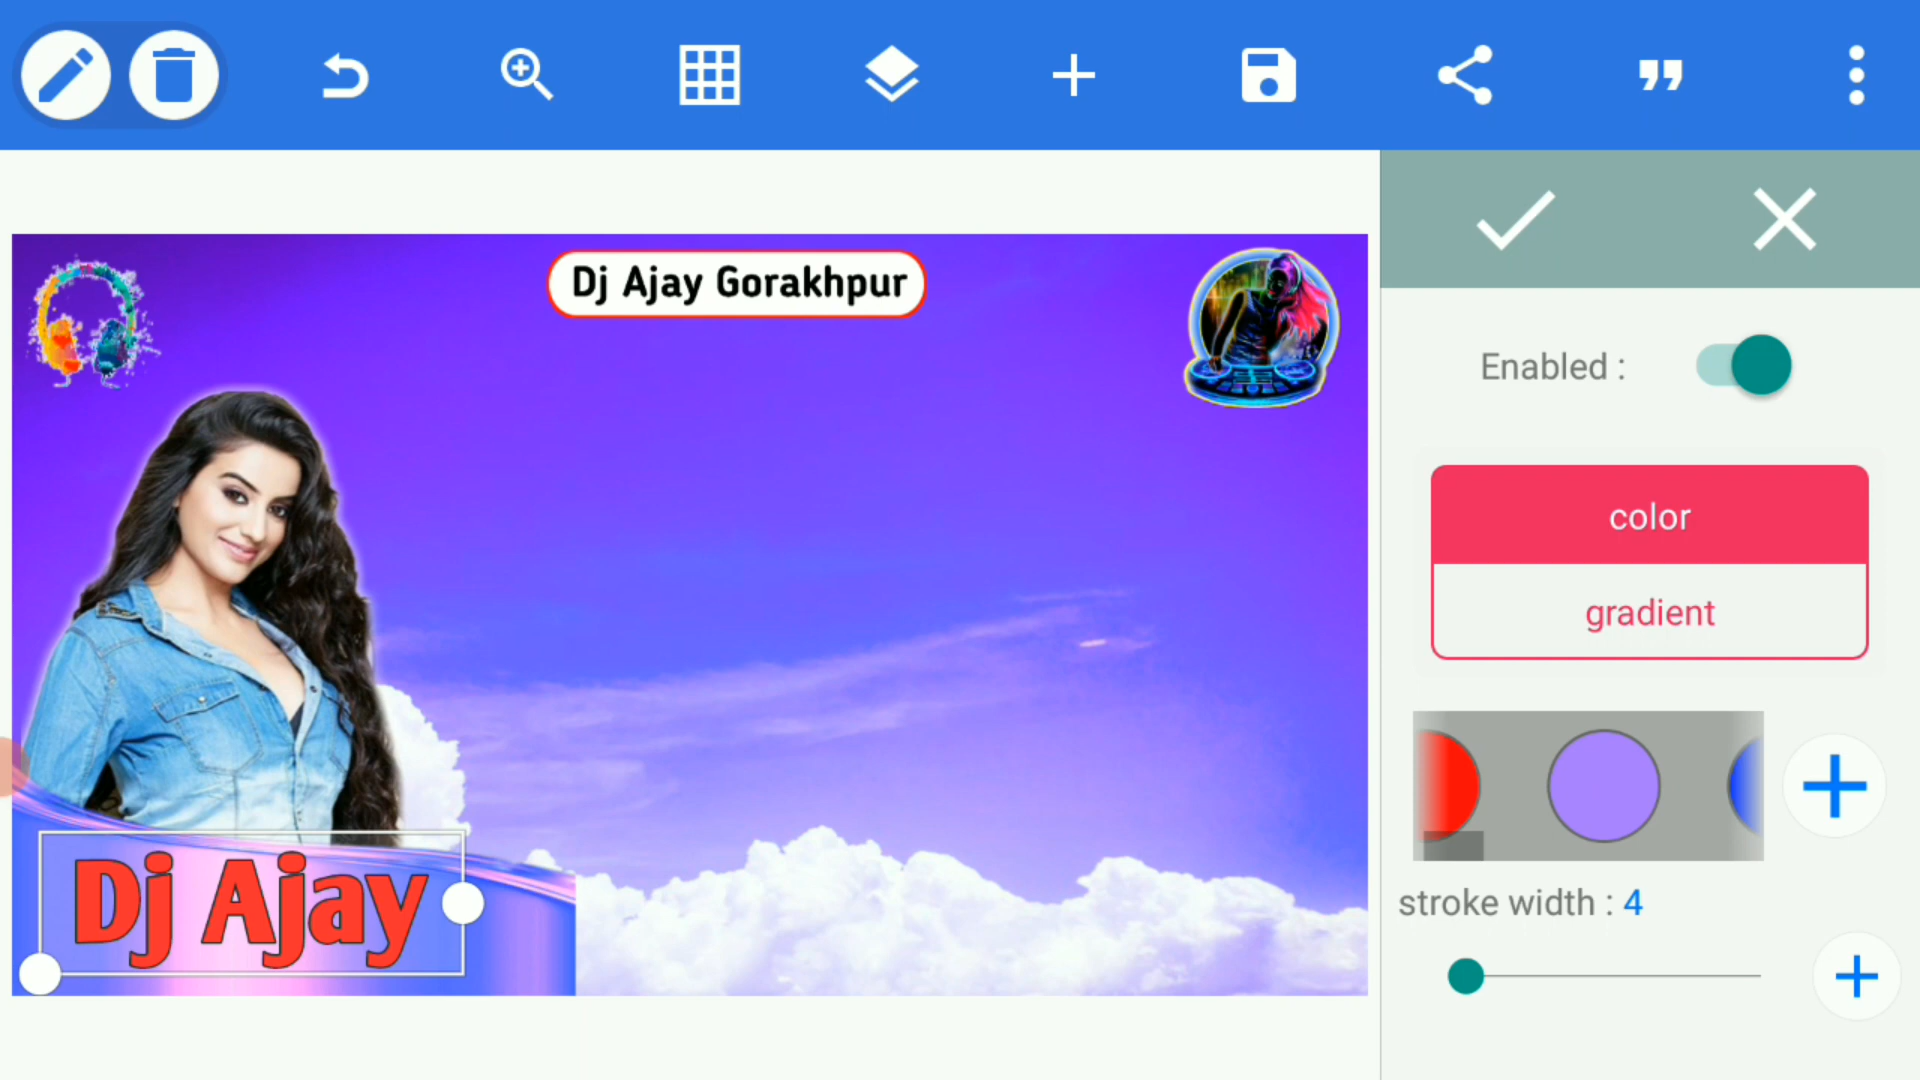 Dj Ajay Gorakhpur
Enabled :
color
gradient
stroke width : 4
Dj Ajay